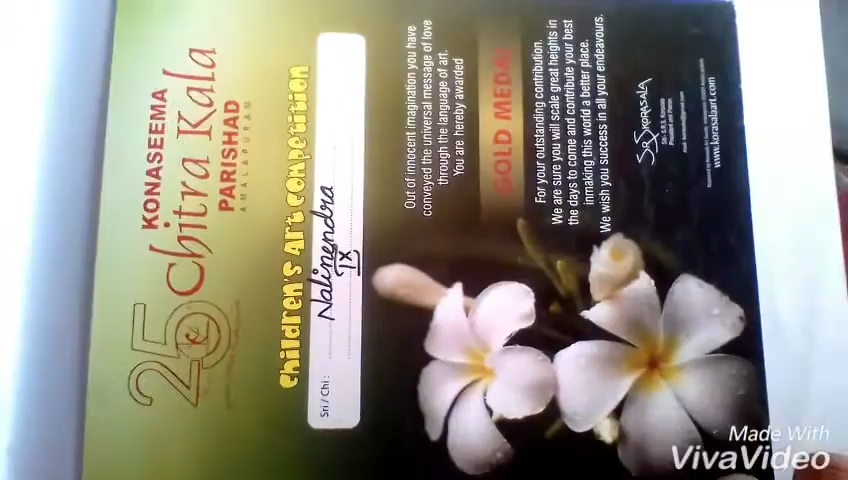 25
KONASEEMA
Chitra Kala
PARISHAD
AMALAPURAM
Children's Art Competition
Sri / Chi :
Nalinendra
IX
Out of innocent imagination you have
conveyed the universal message of love
through the language of art.
You are hereby awarded
GOLD MEDAL
For your outstanding contribution.
We are sure you will scale great heights in
the days to come and contribute your best
inmaking this world a better place.
We wish you success in all your endeavours.
www.korasalaart.com
Made With
VivaVideo